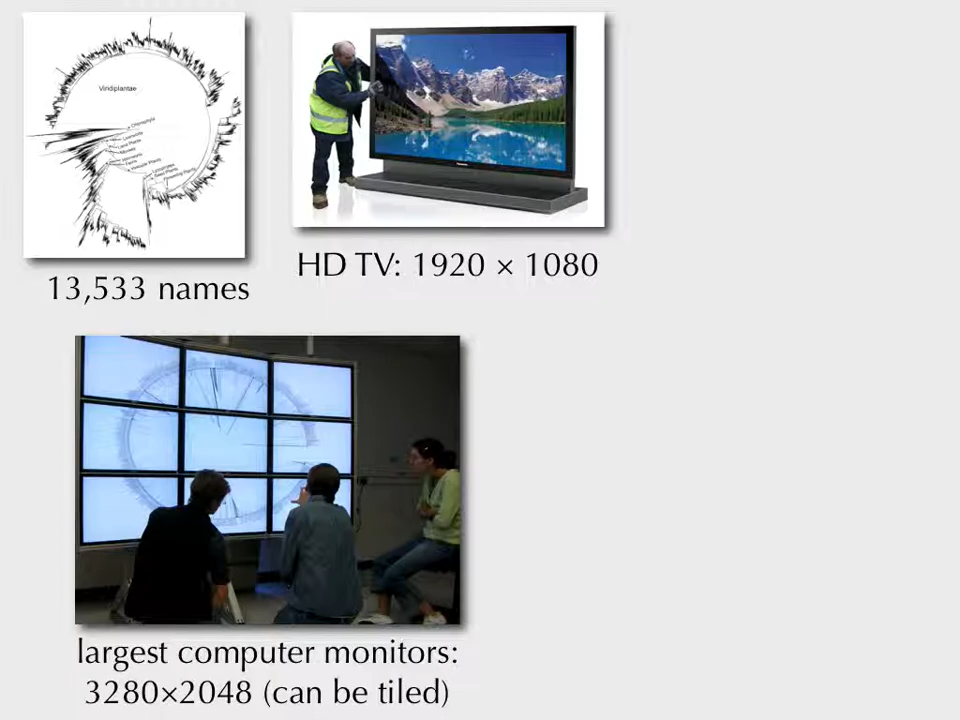 Viridiplantae
13,533 names
HD TV: 1920 × 1080
largest computer monitors:
3280×2048 (can be tiled)